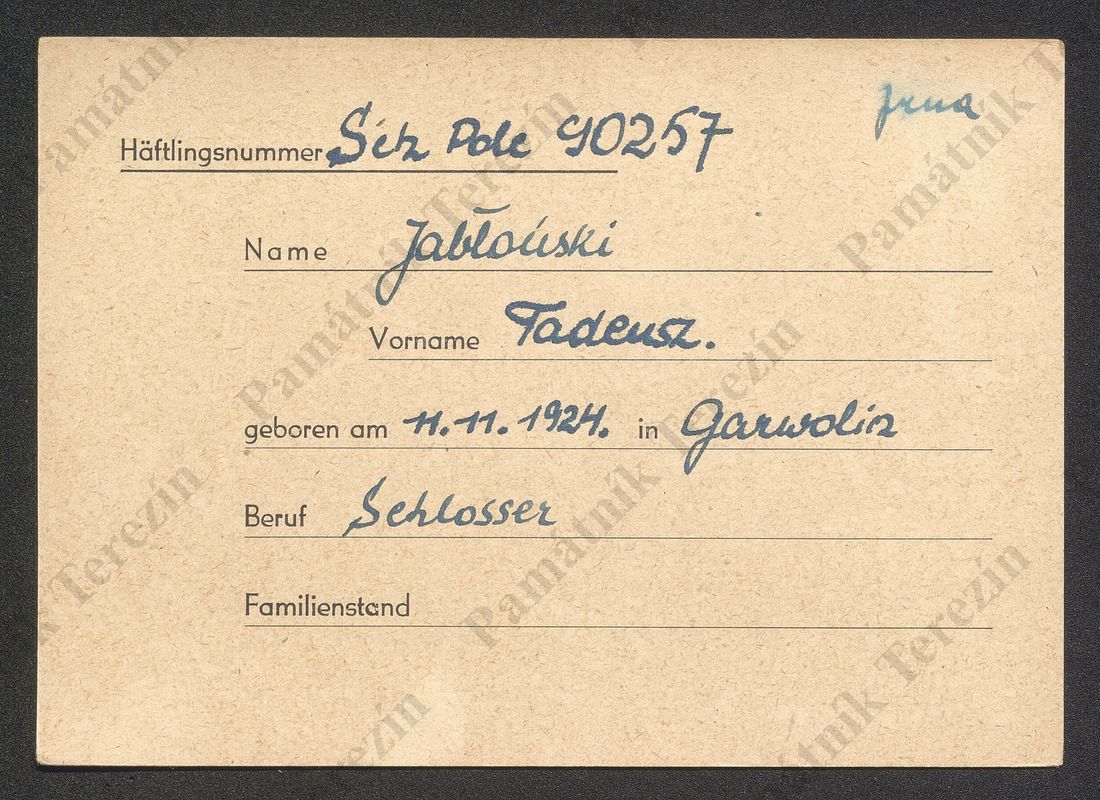 Häftlingsnummer Sch Pole 90257
Name Jabłoński
Vorname Tadeusz.
geboren am 11.11.1924. in Garwolin
Beruf Schlosser
Familienstand
Památník Terezín